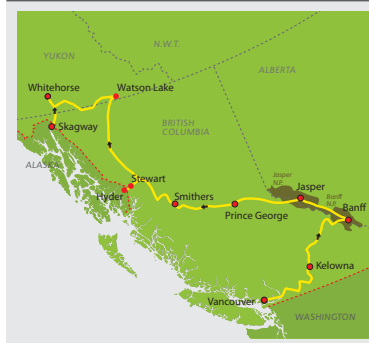 N.W.T.
YUKON
ALBERTA
Whitehorse
Watson Lake
BRITISH
COLUMBIA
Skagway
ALASKA
Stewart
Hyder
Smithers
Prince George
Jasper
N.P.
Jasper
Banff
N.P.
Banff
Kelowna
Vancouver
WASHINGTON